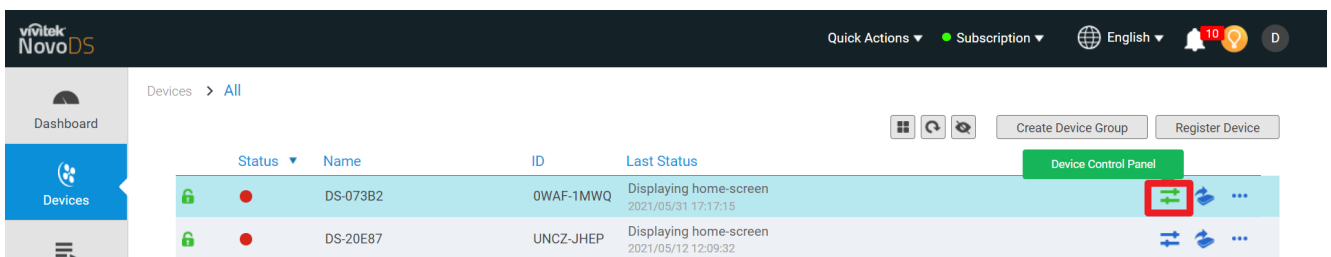 vivitek
NovoDS
Quick Actions ▼ Subscription ▼ English ▼ 10 D
Dashboard
Devices
Devices > All
Create Device Group Register Device
Status ▼ Name ID Last Status
Device Control Panel
DS-073B2 0WAF-1MWQ Displaying home-screen
2021/05/31 17:17:15
DS-20E87 UNCZ-JHEP Displaying home-screen
2021/05/12 12:09:32